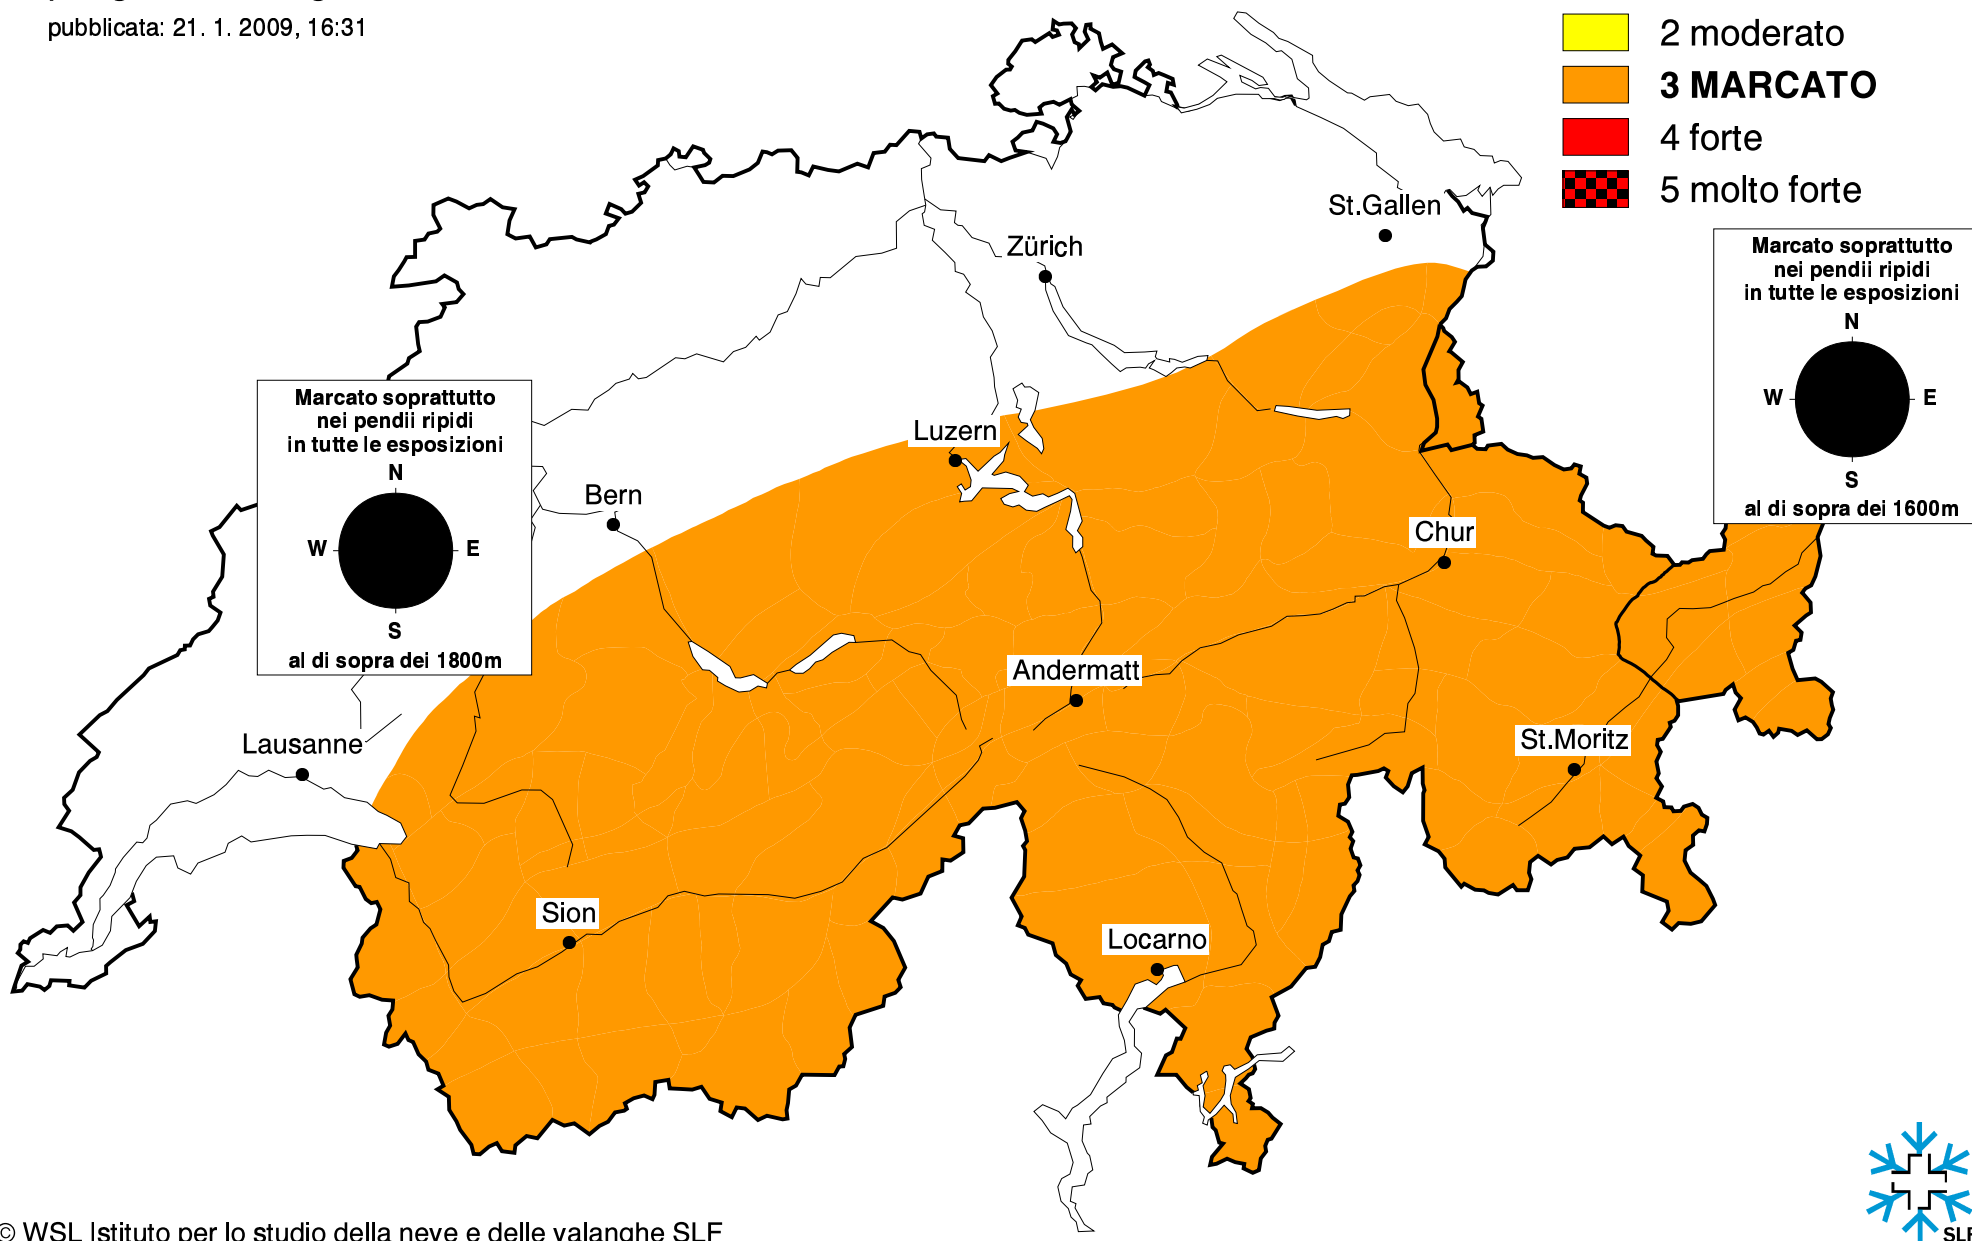 pubblicata: 21. 1. 2009, 16:31
2 moderato
3 MARCATO
4 forte
5 molto forte
St.Gallen
Zürich
Marcato soprattutto
nei pendii ripidi
in tutte le esposizioni
N
W
E
S
al di sopra dei 1600m
Marcato soprattutto
nei pendii ripidi
in tutte le esposizioni
N
W
E
S
al di sopra dei 1800m
Luzern
Bern
Chur
Andermatt
Lausanne
St.Moritz
Sion
Locarno
© WSL Istituto per lo studio della neve e delle valanghe SLF
SLF